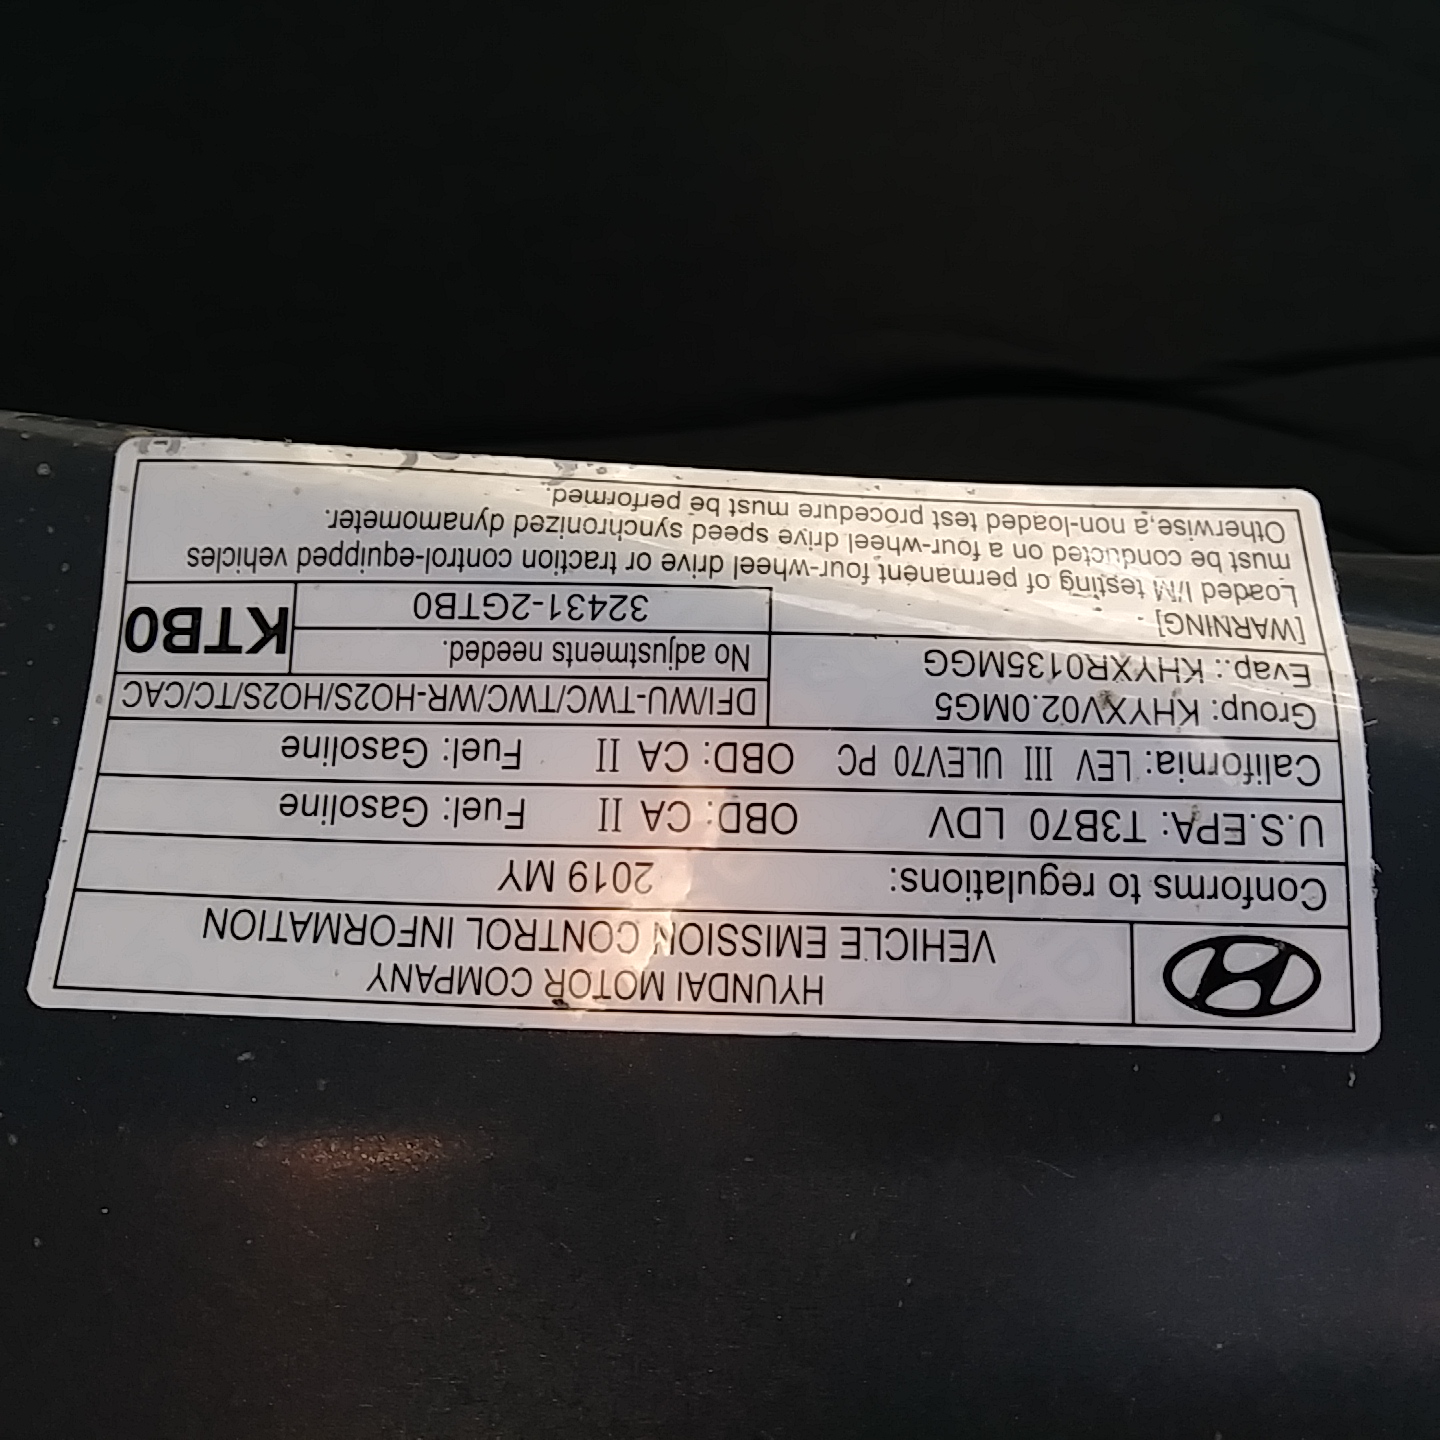 HYUNDAI MOTOR COMPANY
VEHICLE EMISSION CONTROL INFORMATION
Conforms to regulations: 2019 MY
U.S.EPA: T3B70 LDV OBD: CA II Fuel: Gasoline
California: LEV III ULEV70 PC OBD: CA II Fuel: Gasoline
Group: KHYXV02.0MG5
Evap.: KHYXR0135MGG
DFI/WU-TWC/TWC/WR-HO2S/HO2S/TC/CAC
No adjustments needed.
32431-2GTB0
KTB0
[WARNING]
Loaded I/M testing of permanent four-wheel drive or traction control-equipped vehicles
must be conducted on a four-wheel drive speed synchronized dynamometer.
Otherwise,a non-loaded test procedure must be performed.